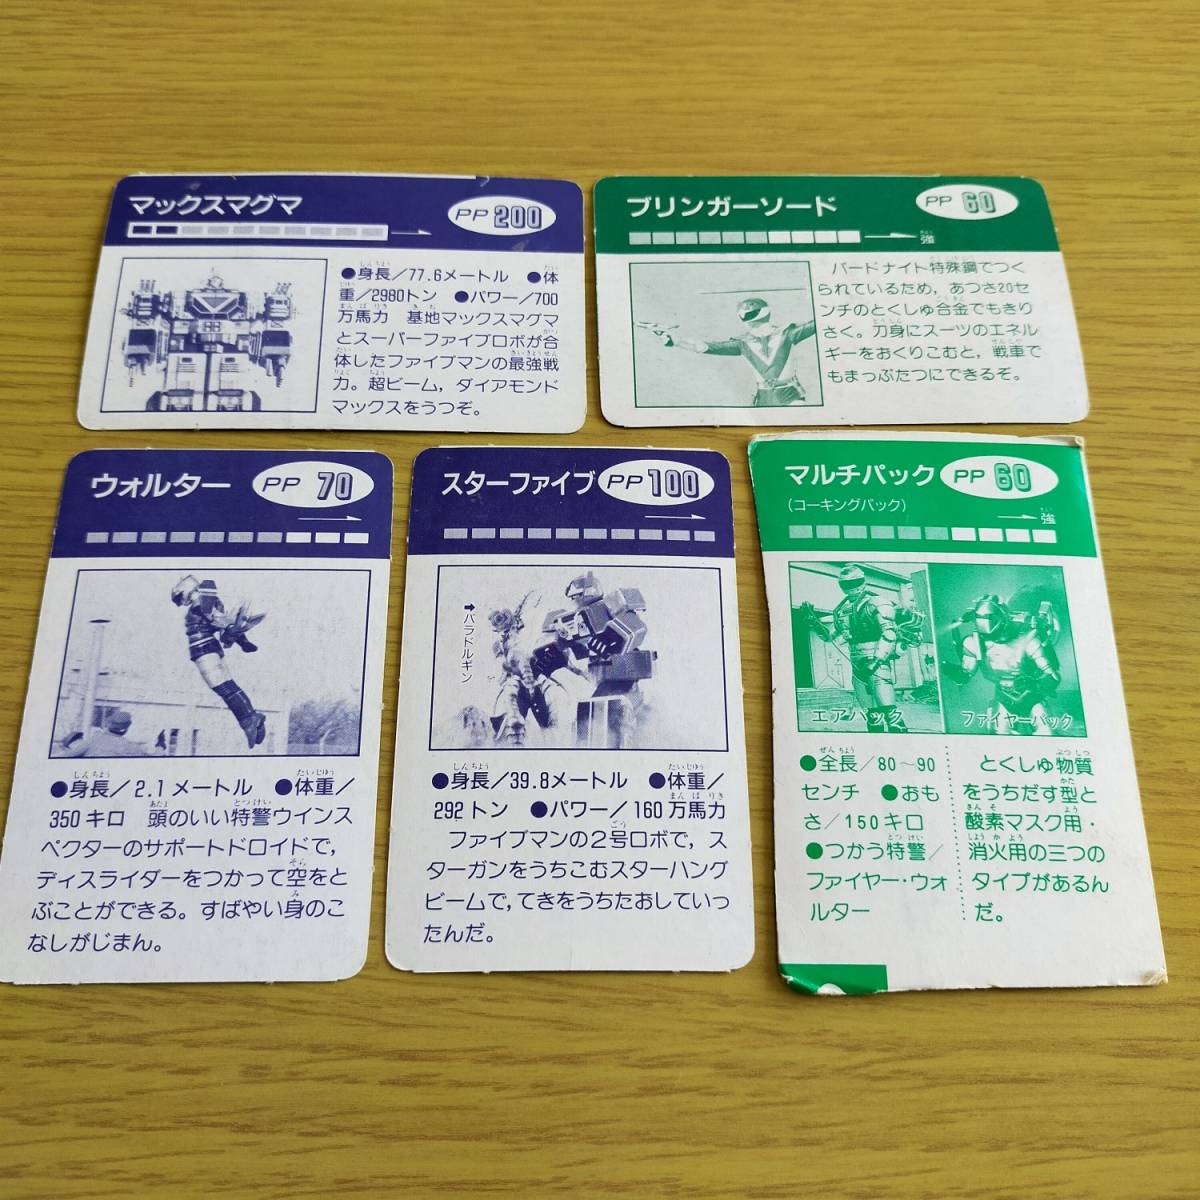 マックスマグマ
PP 200
●身長/77.6メートル ●体
重/2980トン ●パワー/700
万馬力 基地マックスマグマ
とスーパーファイブロボが合
体したファイブマンの最強戦
力。超ビーム,ダイアモンド
マックスをうつぞ。
ブリンガーソード
PP 60
強
バードナイト特殊鋼でつく
られているため,あつさ20セ
ンチのとくしゅ合金でもきり
さく。刀身にスーツのエネル
ギーをおくりこむと,戦車で
もまっぷたつにできるぞ。
ウォルター
PP 70
●身長/2.1メートル ●体重/
350キロ 頭のいい特警ウインス
ペクターのサポートドロイドで,
ディスライダーをつかって空をと
ぶことができる。すばやい身のこ
なしがじまん。
スターファイブ
PP 100
➡バラドルギン
●身長/39.8メートル ●体重/
292トン ●パワー/160万馬力
ファイブマンの2号ロボで,ス
ターガンをうちこむスターハング
ビームで,てきをうちたおしていっ
たんだ。
マルチパック
(コーキングパック)
PP 60
強
エアパック
ファイヤーパック
●全長/80〜90
センチ ●おも
さ/150キロ
●つかう特警/
ファイヤー・ウォ
ルター
とくしゅ物質
をうちだす型と
酸素マスク用・
消火用の三つの
タイプがあるん
だ。